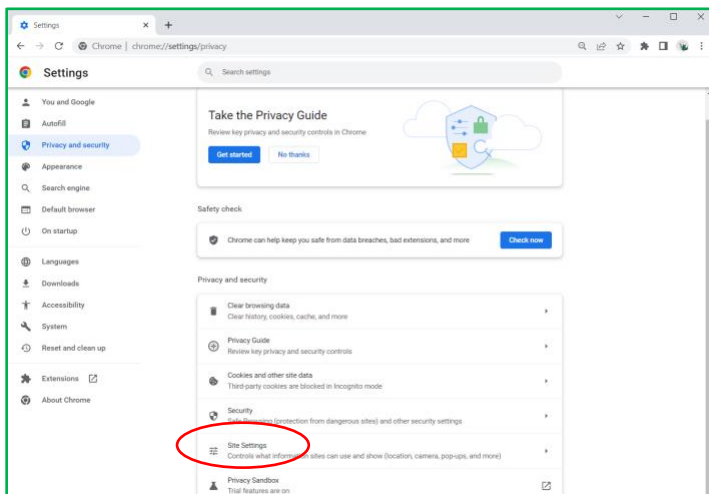 Settings
Chrome | chrome://settings/privacy
Settings
Search settings
You and Google
Autofill
Privacy and security
Appearance
Search engine
Default browser
On startup
Languages
Downloads
Accessibility
System
Reset and clean up
Extensions
About Chrome
Take the Privacy Guide
Review key privacy and security controls in Chrome
Get started
No thanks
Safety check
Chrome can help keep you safe from data breaches, bad extensions, and more
Check now
Privacy and security
Clear browsing data
Clear history, cookies, cache, and more
Privacy Guide
Review key privacy and security controls
Cookies and other site data
Third-party cookies are blocked in Incognito mode
Security
Safe Browsing (protection from dangerous sites) and other security settings
Site Settings
Controls what information sites can use and show (location, camera, pop-ups, and more)
Privacy Sandbox
Trial features are on